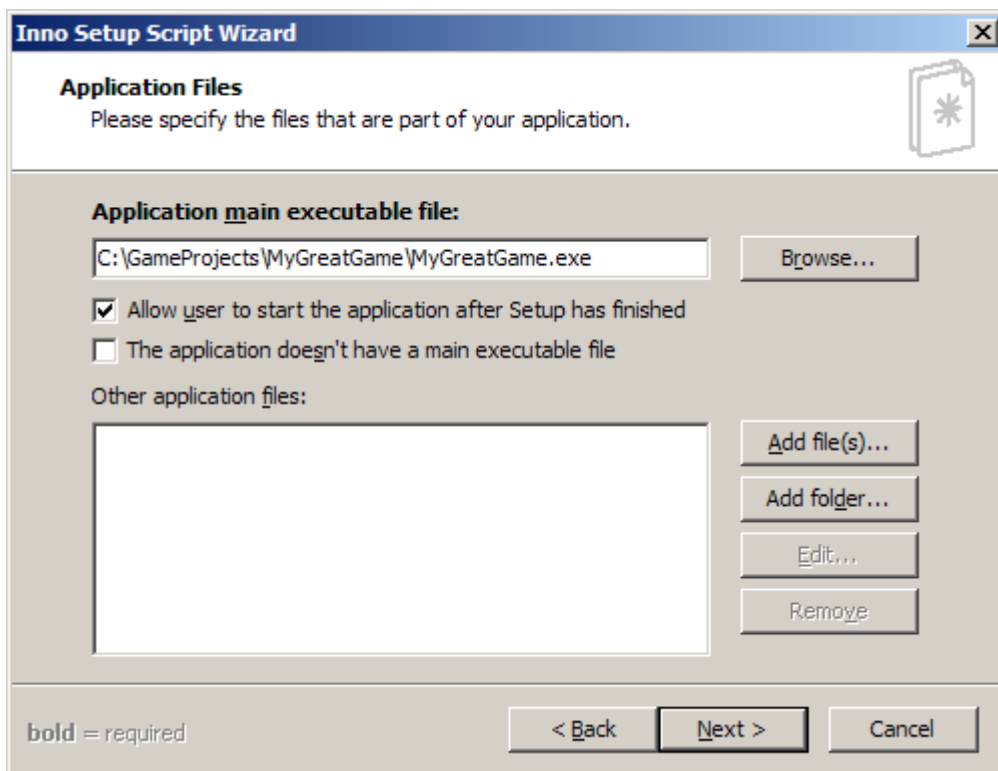 Inno Setup Script Wizard
Application Files
Please specify the files that are part of your application.
Application main executable file:
C:\GameProjects\MyGreatGame\MyGreatGame.exe
Browse...
Allow user to start the application after Setup has finished
The application doesn't have a main executable file
Other application files:
Add file(s)...
Add folder...
Edit...
Remove
bold = required
< Back
Next >
Cancel